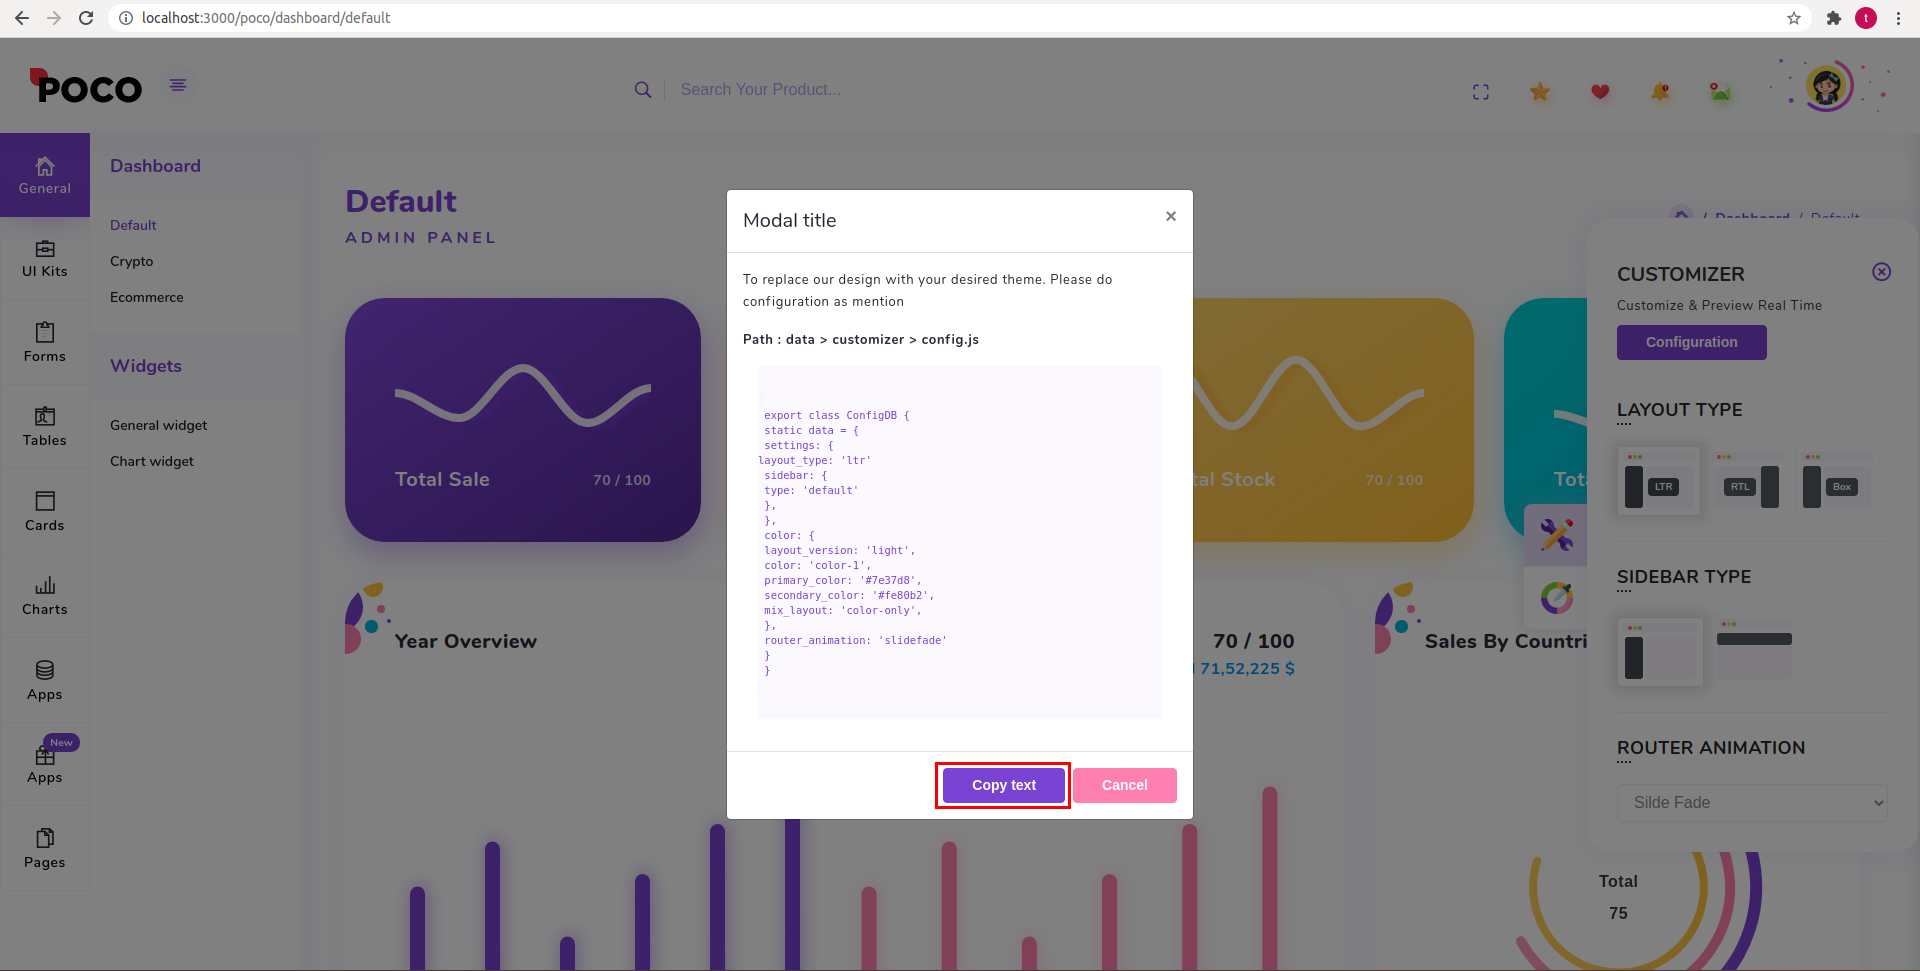 localhost:3000/poco/dashboard/default
t
POCO
Search Your Product...
General
UI Kits
Forms
Tables
Cards
Charts
Apps
New
Apps
Pages
Dashboard
Default
Crypto
Ecommerce
Widgets
General widget
Chart widget
Default
ADMIN PANEL
/ Dashboard / Default
Total Sale 70 / 100
tal Stock 70 / 100
Tot
Year Overview
70 / 100
71,52,225 $
Sales By Countri
Total
75
Modal title
×
To replace our design with your desired theme. Please do
configuration as mention
Path : data > customizer > config.js
export class ConfigDB {
static data = {
settings: {
layout_type: 'ltr'
sidebar: {
type: 'default'
},
},
color: {
layout_version: 'light',
color: 'color-1',
primary_color: '#7e37d8',
secondary_color: '#fe80b2',
mix_layout: 'color-only',
},
router_animation: 'slidefade'
}
}
Copy text
Cancel
CUSTOMIZER
Customize & Preview Real Time
Configuration
LAYOUT TYPE
LTR
RTL
Box
SIDEBAR TYPE
ROUTER ANIMATION
Silde Fade